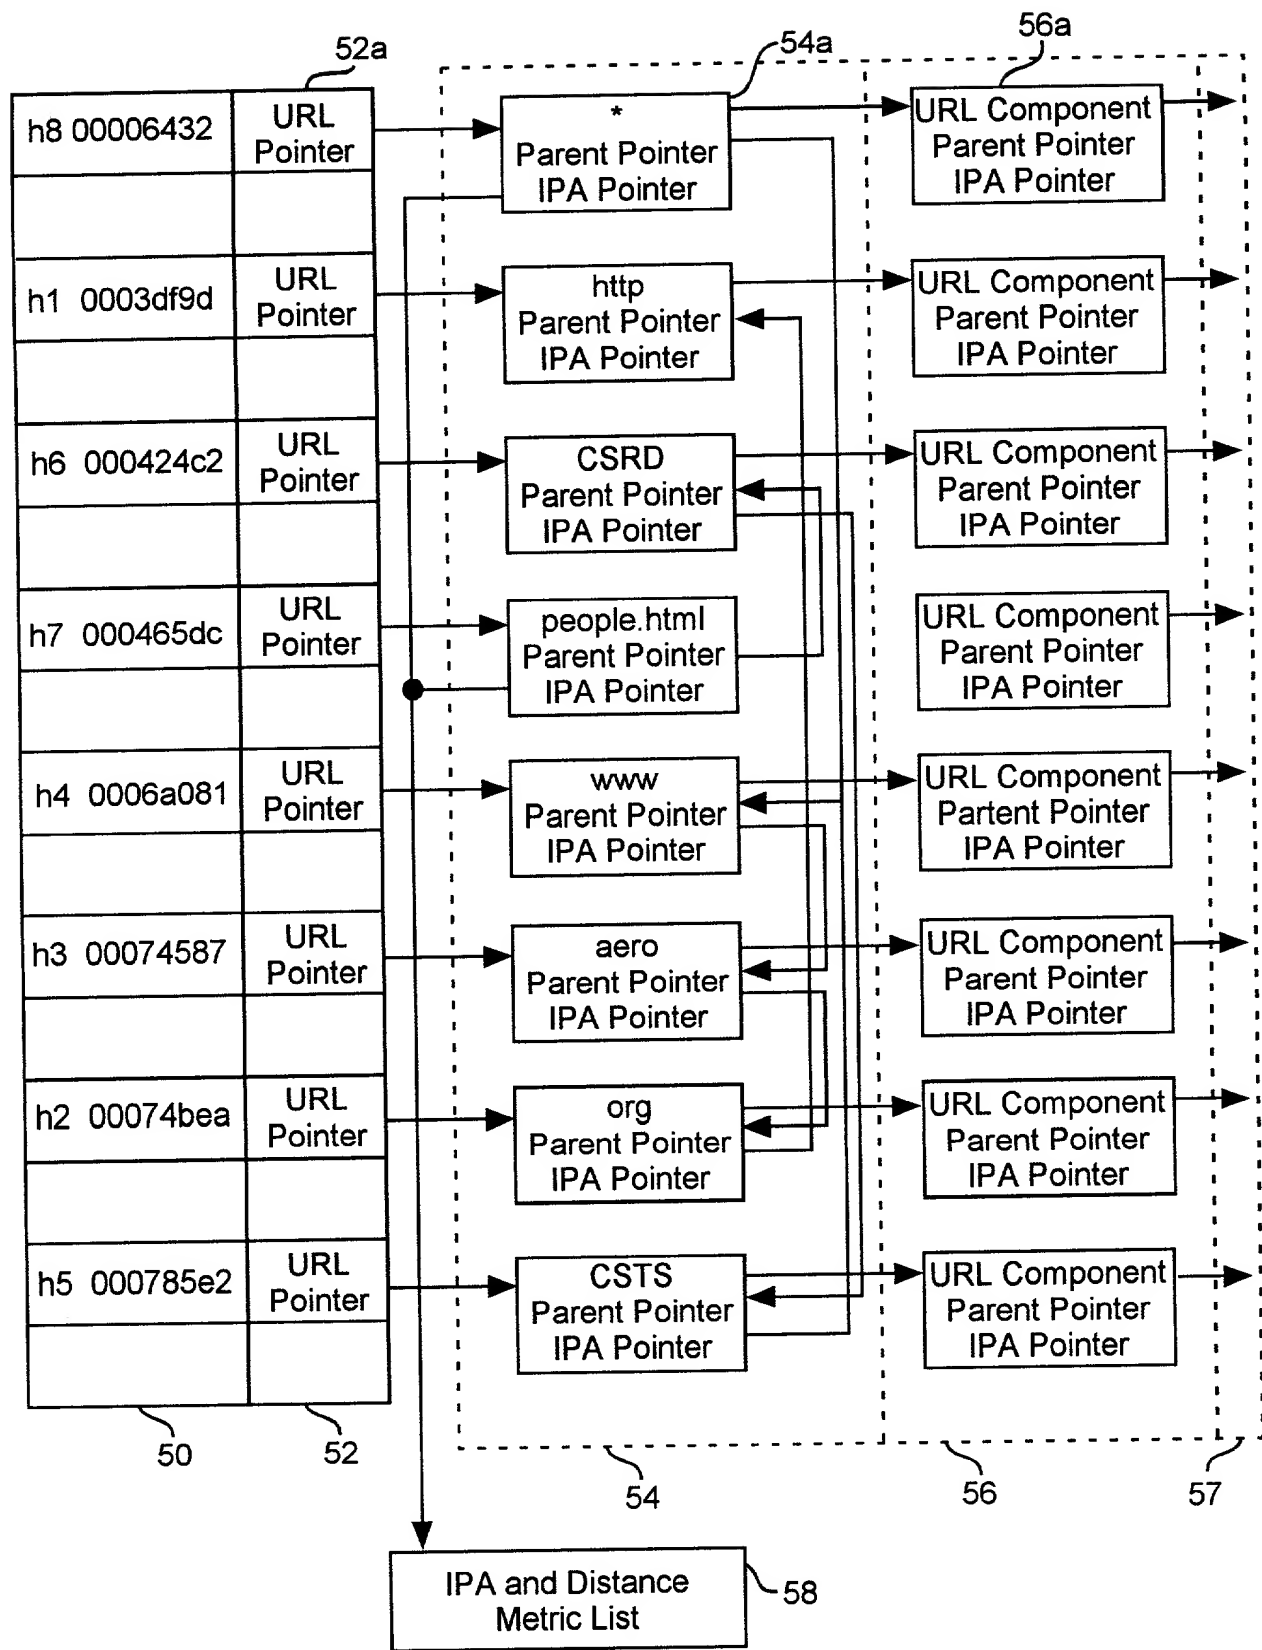 52a
54a
56a
h8 00006432
URL
Pointer
*
Parent Pointer
IPA Pointer
URL Component
Parent Pointer
IPA Pointer
h1 0003df9d
URL
Pointer
http
Parent Pointer
IPA Pointer
URL Component
Parent Pointer
IPA Pointer
h6 000424c2
URL
Pointer
CSRD
Parent Pointer
IPA Pointer
URL Component
Parent Pointer
IPA Pointer
h7 000465dc
URL
Pointer
people.html
Parent Pointer
IPA Pointer
URL Component
Parent Pointer
IPA Pointer
h4 0006a081
URL
Pointer
www
Parent Pointer
IPA Pointer
URL Component
Partent Pointer
IPA Pointer
h3 00074587
URL
Pointer
aero
Parent Pointer
IPA Pointer
URL Component
Parent Pointer
IPA Pointer
h2 00074bea
URL
Pointer
org
Parent Pointer
IPA Pointer
URL Component
Parent Pointer
IPA Pointer
h5 000785e2
URL
Pointer
CSTS
Parent Pointer
IPA Pointer
URL Component
Parent Pointer
IPA Pointer
50
52
54
56
57
IPA and Distance
Metric List
58